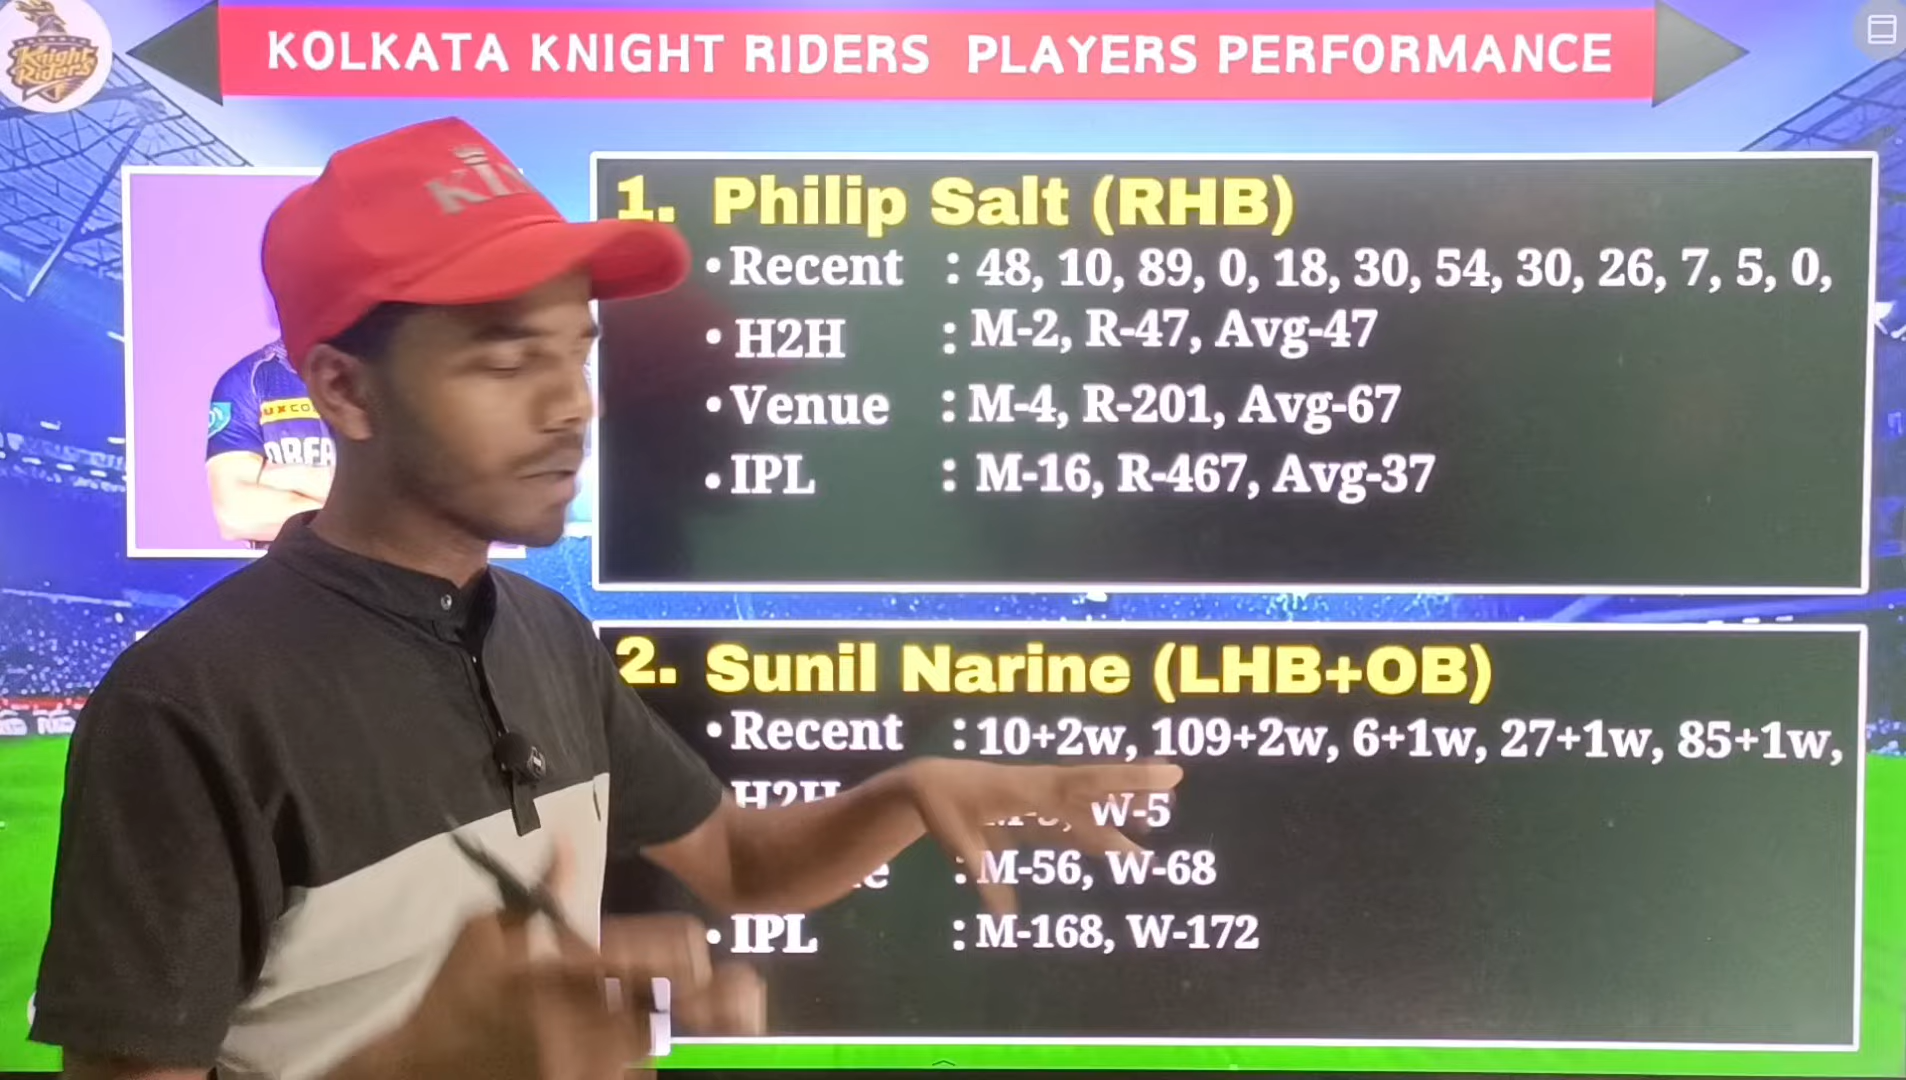 Knight
Riders
KOLKATA KNIGHT RIDERS PLAYERS PERFORMANCE
1. Philip Salt (RHB)
• Recent : 48, 10, 89, 0, 18, 30, 54, 30, 26, 7, 5, 0,
• H2H : M-2, R-47, Avg-47
• Venue : M-4, R-201, Avg-67
• IPL : M-16, R-467, Avg-37
2. Sunil Narine (LHB+OB)
• Recent : 10+2w, 109+2w, 6+1w, 27+1w, 85+1w,
H2H W-5
: M-56, W-68
• IPL : M-168, W-172